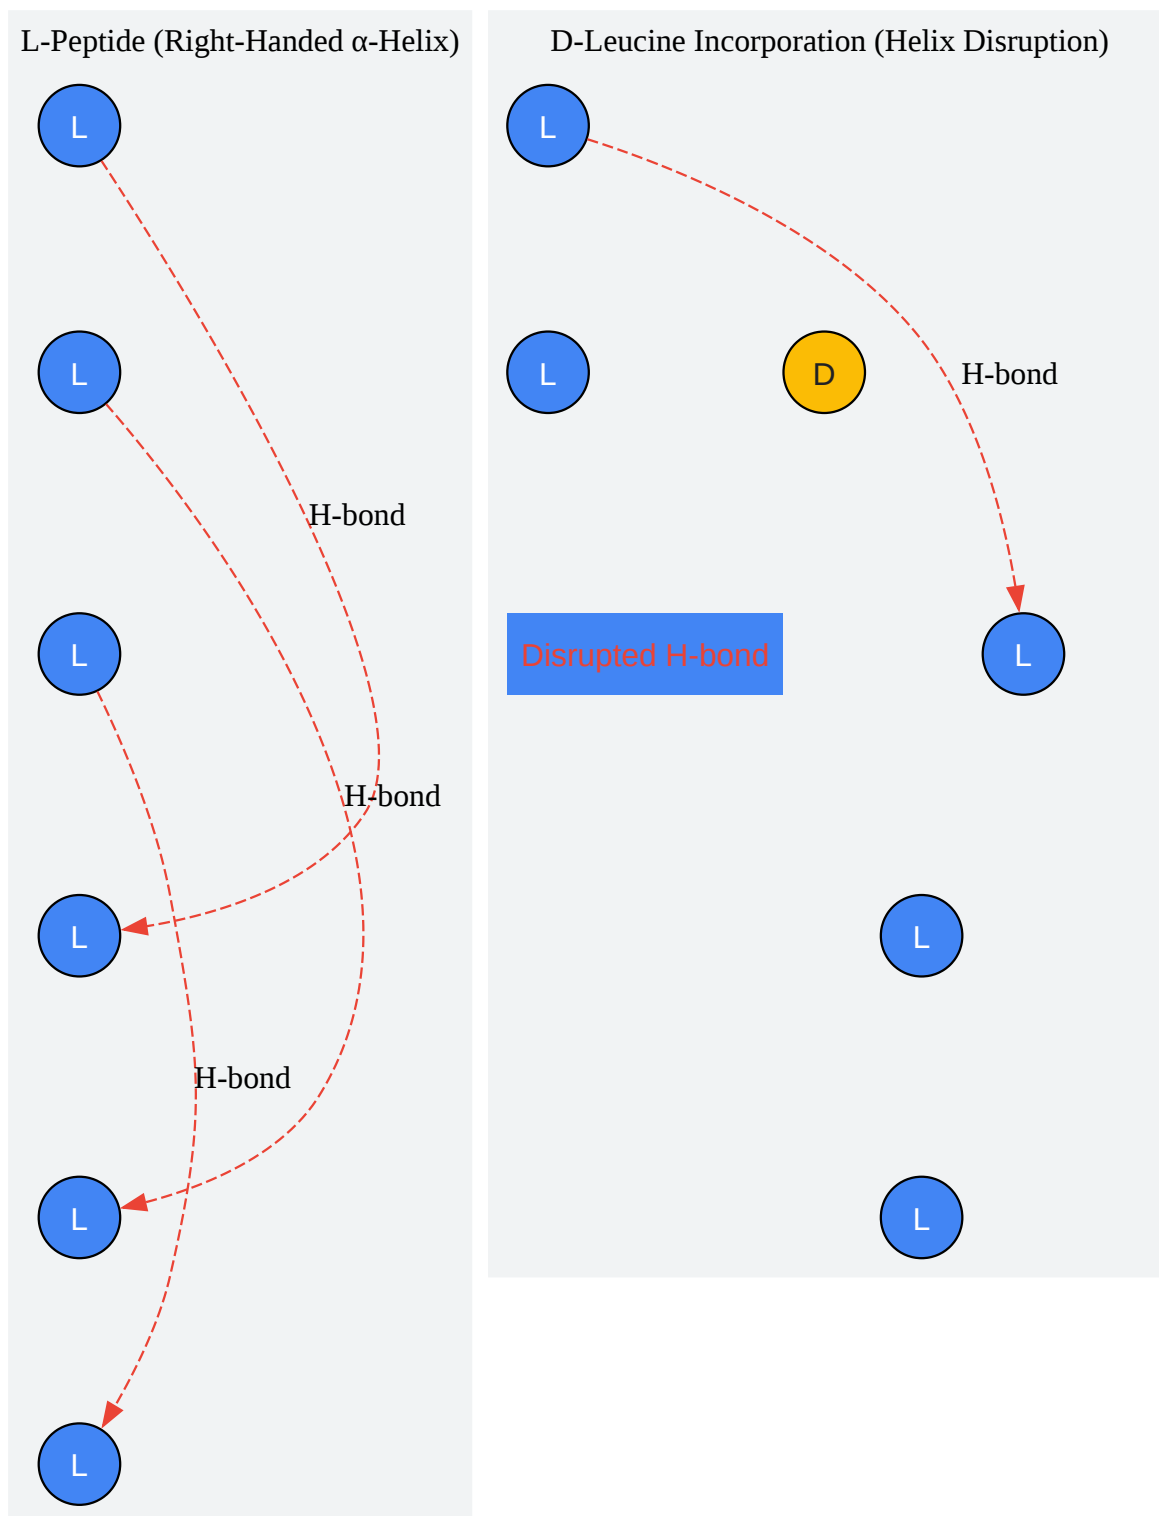 L-Peptide (Right-Handed α-Helix)
L
L
H-bond
L
H-bond
L
H-bond
L
L
D-Leucine Incorporation (Helix Disruption)
L
L
D
H-bond
Disrupted H-bond
L
L
L